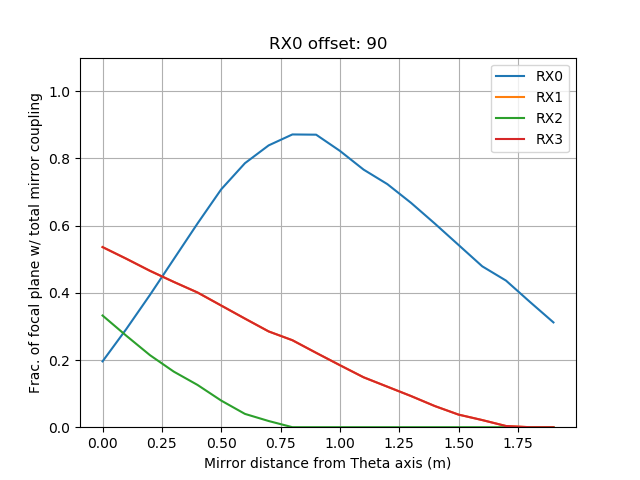 RX0 offset: 90
Frac. of focal plane w/ total mirror coupling
1.0
0.8
0.6
0.4
0.2
0.0
RX0
RX1
RX2
RX3
0.00 0.25 0.50 0.75 1.00 1.25 1.50 1.75
Mirror distance from Theta axis (m)